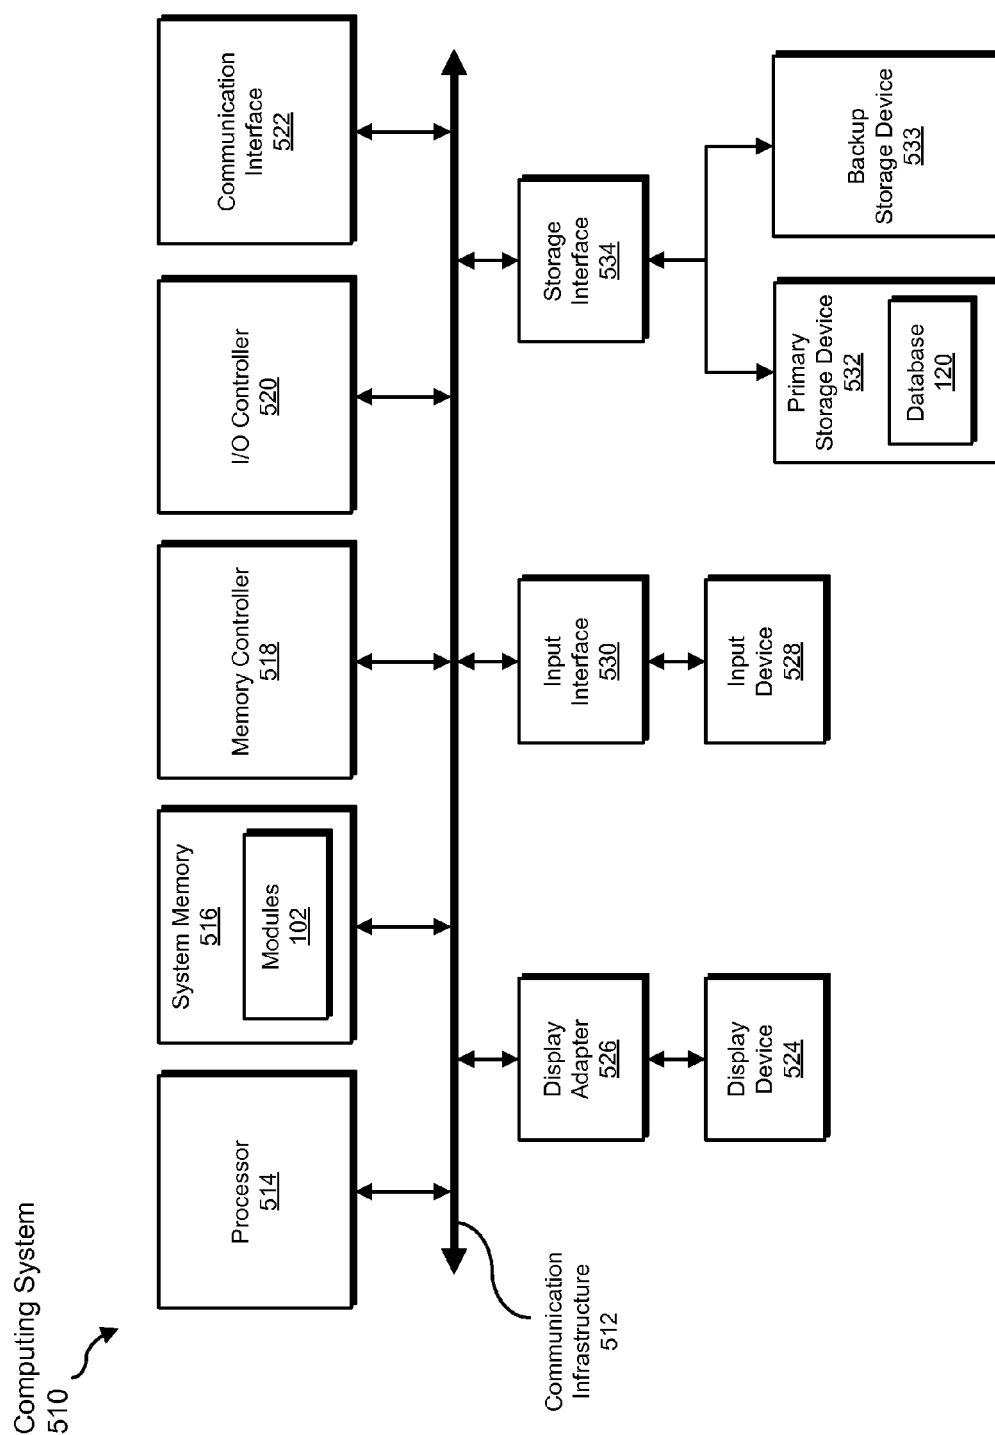 Computing System
510
Processor
514
System Memory
516
Modules
102
Memory Controller
518
I/O Controller
520
Communication
Interface
522
Communication
Infrastructure
512
Display
Adapter
526
Input
Interface
530
Storage
Interface
534
Display
Device
524
Input
Device
528
Primary
Storage Device
532
Database
120
Backup
Storage Device
533